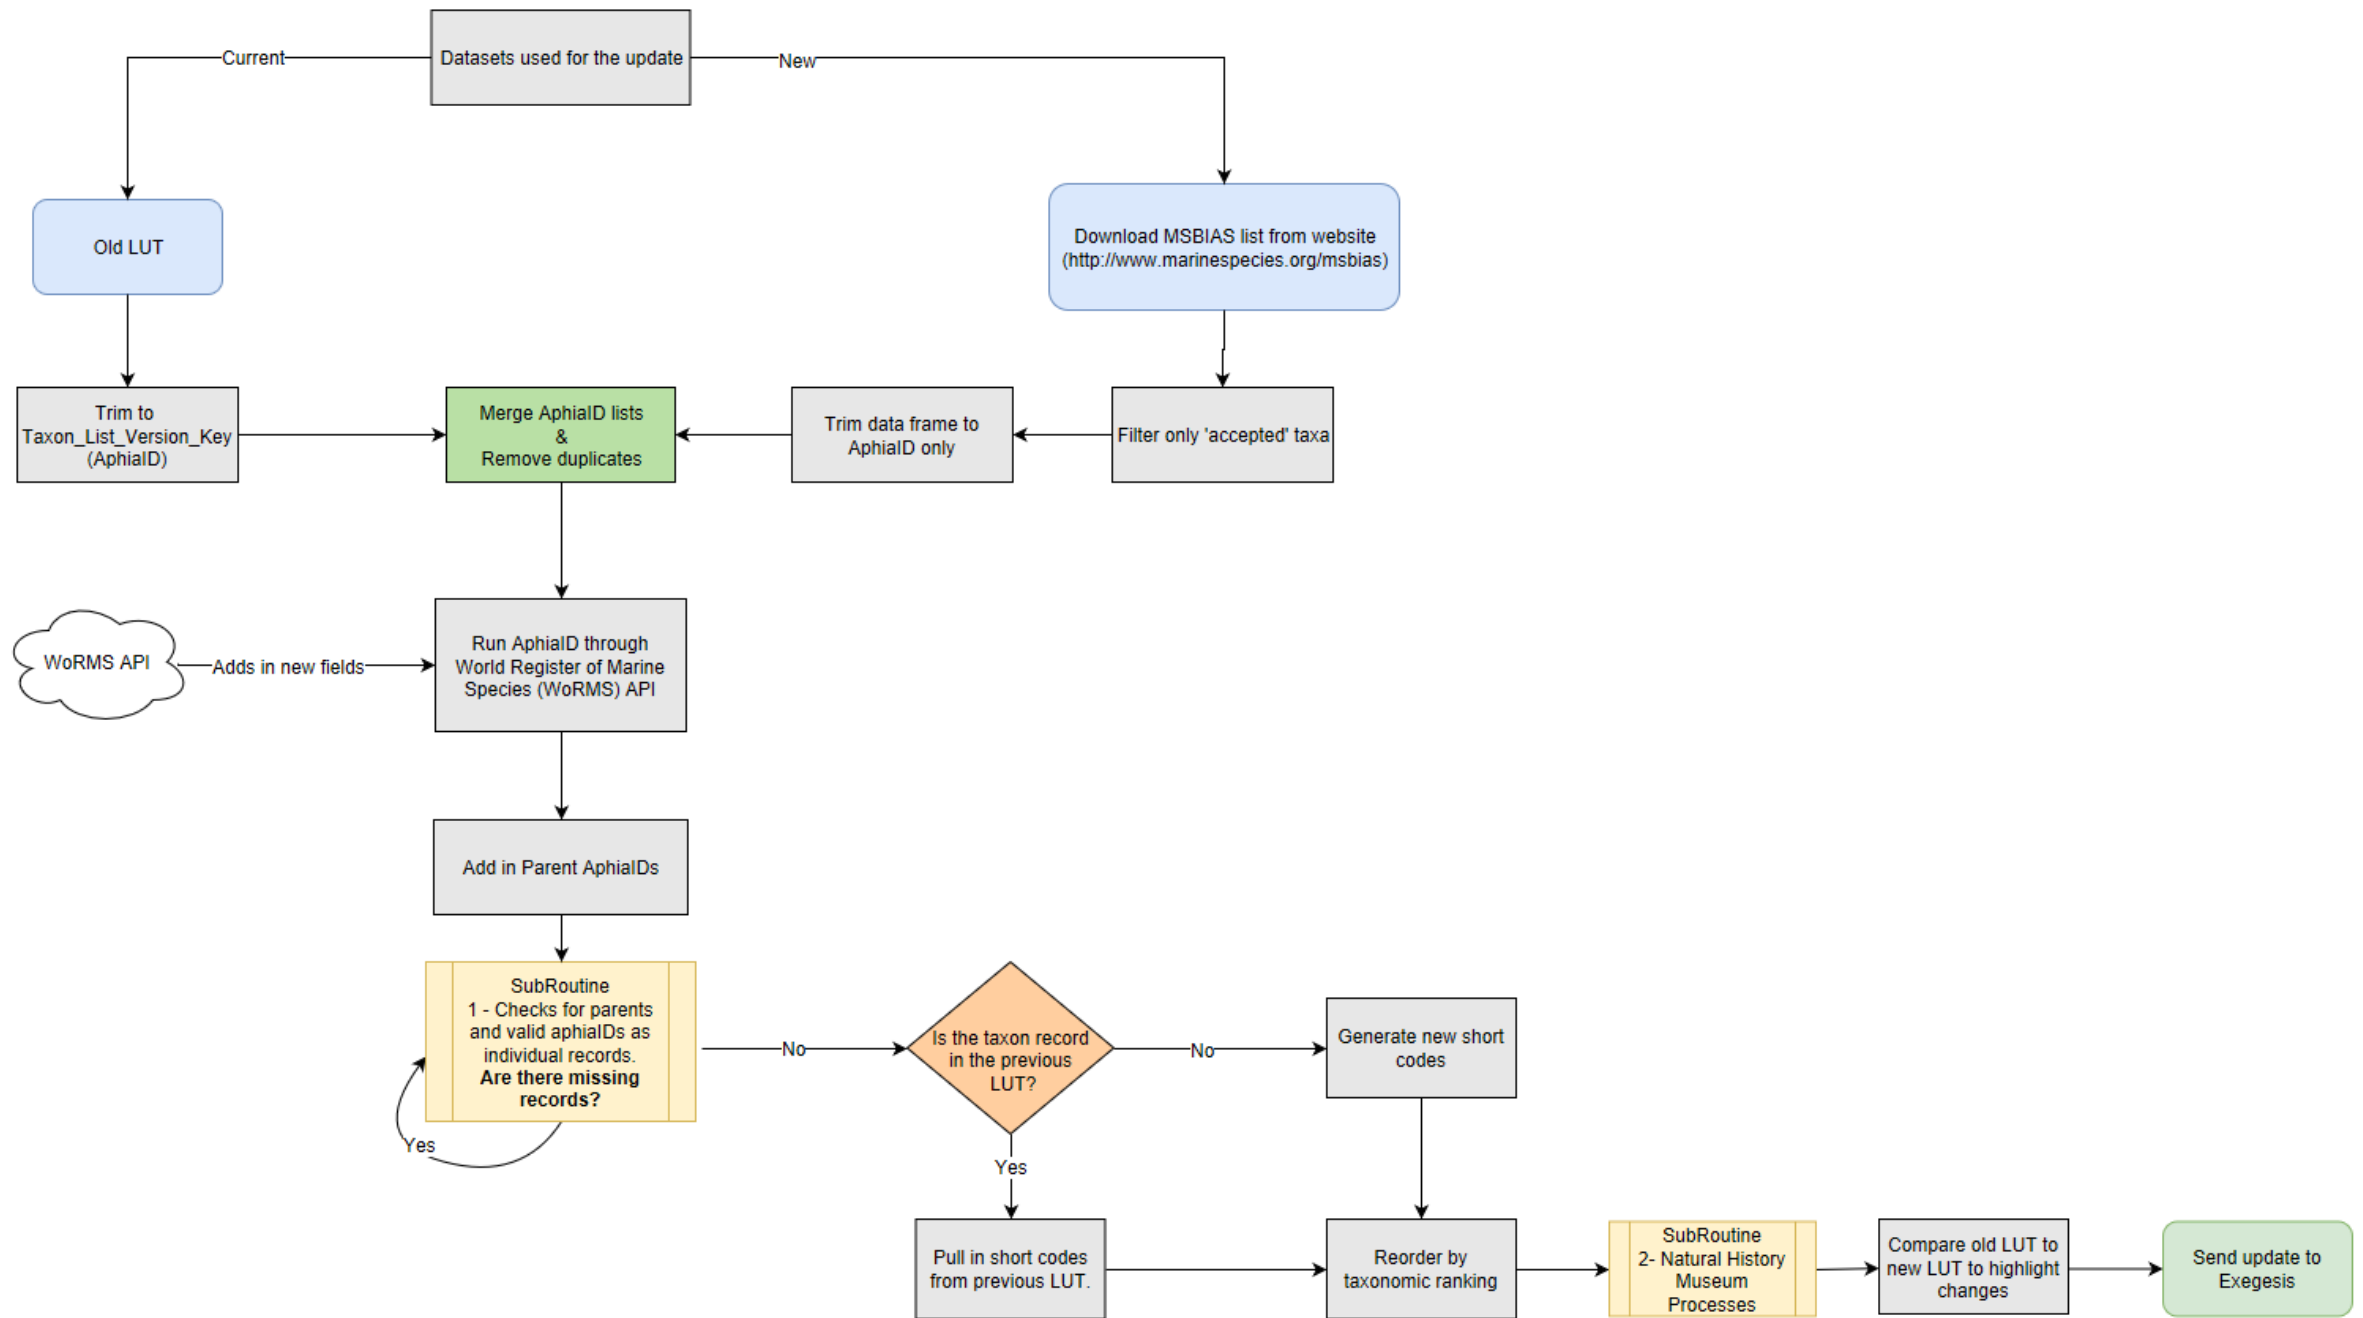 Datasets used for the update
Current
New
Old LUT
Download MSBIAS list from website
(http://www.marinespecies.org/msbias)
Trim to
Taxon_List_Version_Key
(AphiaID)
Merge AphiaID lists
&
Remove duplicates
Trim data frame to
AphiaID only
Filter only 'accepted' taxa
WoRMS API
Adds in new fields
Run AphiaID through
World Register of Marine
Species (WoRMS) API
Add in Parent AphiaIDs
SubRoutine
1 - Checks for parents
and valid aphiaIDs as
individual records.
Are there missing
records?
Yes
No
Is the taxon record
in the previous
LUT?
No
Generate new short
codes
Yes
Pull in short codes
from previous LUT.
Reorder by
taxonomic ranking
SubRoutine
2- Natural History
Museum
Processes
Compare old LUT to
new LUT to highlight
changes
Send update to
Exegesis